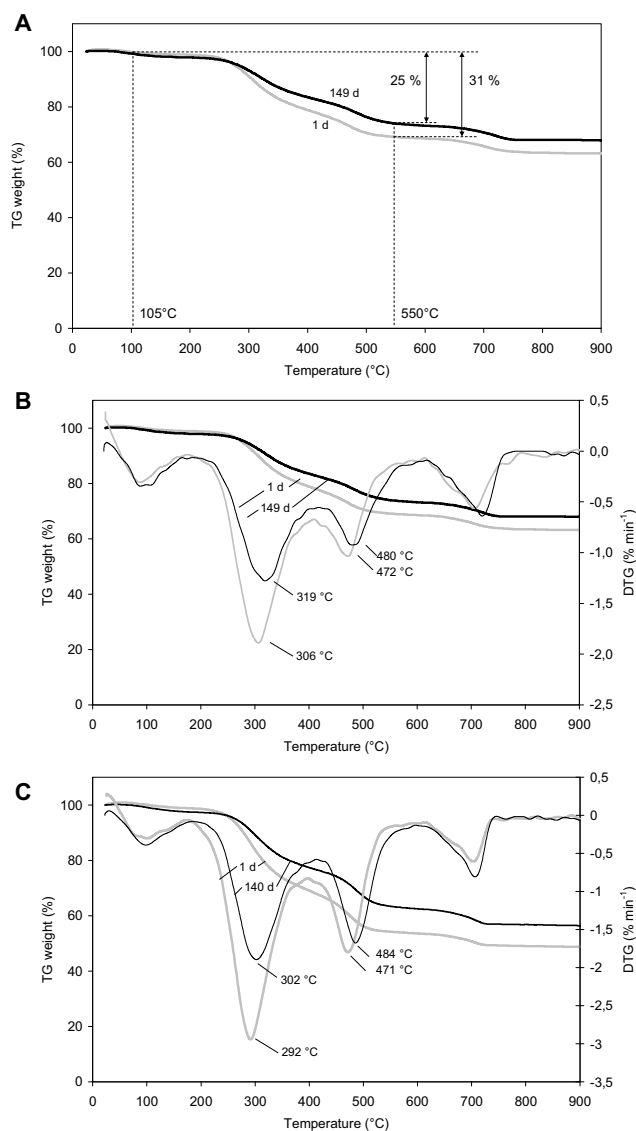 A
120
100
80
60
40
20
0
TG weight (%)
25 %
31 %
149 d
1 d
105°C
550°C
0 100 200 300 400 500 600 700 800 900
Temperature (°C)
B
100
80
60
40
20
0
TG weight (%)
0,5
0,0
-0,5
-1,0
-1,5
-2,0
-2,5
DTG (% min-1)
1 d
149 d
480 °C
472 °C
319 °C
306 °C
0 100 200 300 400 500 600 700 800 900
Temperature (°C)
C
100
80
60
40
20
0
TG weight (%)
0,5
0
-0,5
-1
-1,5
-2
-2,5
-3
-3,5
DTG (% min-1)
1 d
140 d
484 °C
471 °C
302 °C
292 °C
0 100 200 300 400 500 600 700 800 900
Temperature (°C)